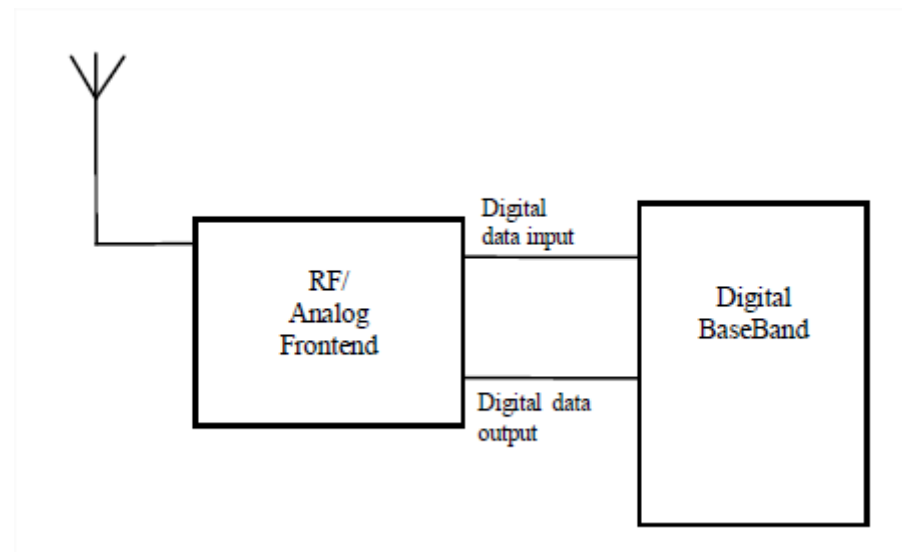 Digital
data input
RF/
Analog
Frontend
Digital
BaseBand
Digital data
output